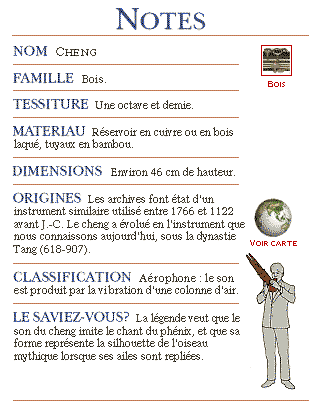 NOTES
NOM CHENG
BOIS
FAMILLE Bois.
TESSITURE Une octave et demie.
MATERIAU Réservoir en cuivre ou en bois
laqué, tuyaux en bambou.
DIMENSIONS Environ 46 cm de hauteur.
ORIGINES Les archives font état d'un
instrument similaire utilisé entre 1766 et 1122
avant J.-C. Le cheng a évolué en l'instrument que
nous connaissons aujourd'hui, sous la dynastie
Tang (618-907).
VOIR CARTE
CLASSIFICATION Aérophone : le son
est produit par la vibration d'une colonne d'air.
LE SAVIEZ-VOUS? La légende veut que le
son du cheng imite le chant du phénix, et que sa
forme représente la silhouette de l'oiseau
mythique lorsque ses ailes sont repliées.